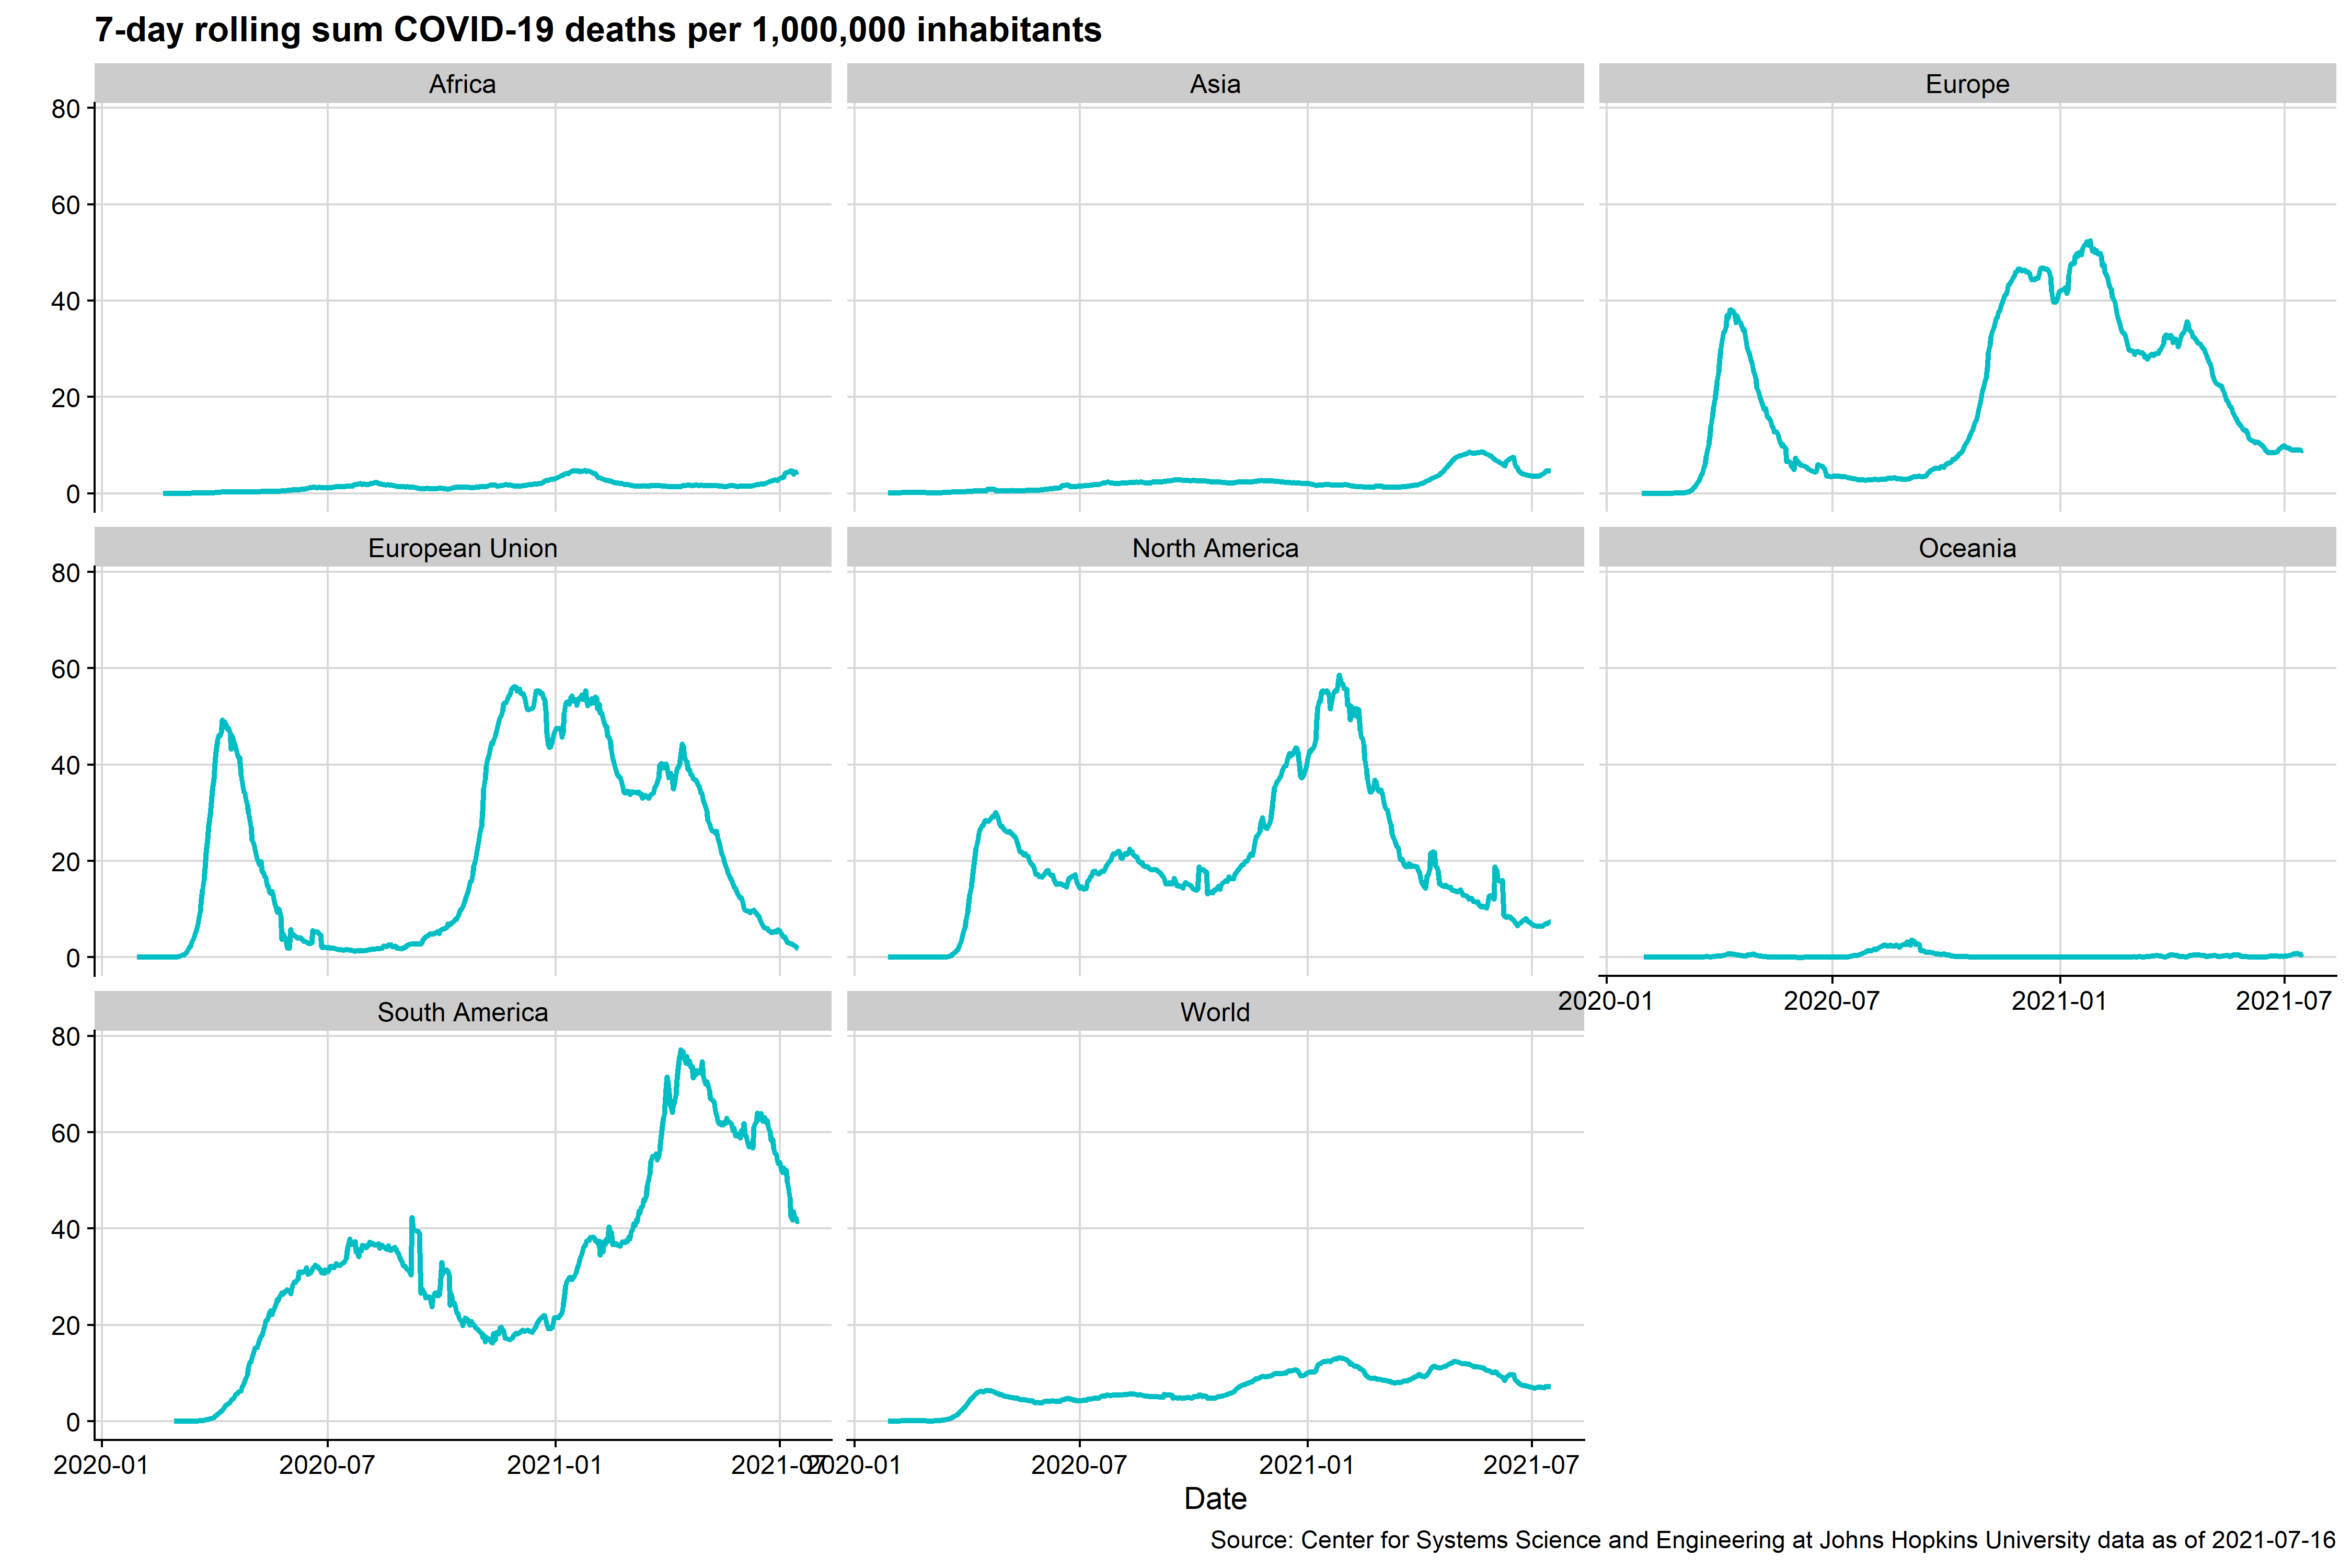 7-day rolling sum COVID-19 deaths per 1,000,000 inhabitants
Africa
Asia
Europe
80
60
40
20
0
European Union
North America
Oceania
80
60
40
20
0
2020-01
2020-07
2021-01
2021-07
South America
World
80
60
40
20
0
2020-01
2020-07
2021-01
2021-07
2020-01
2020-07
2021-01
2021-07
Date
Source: Center for Systems Science and Engineering at Johns Hopkins University data as of 2021-07-16